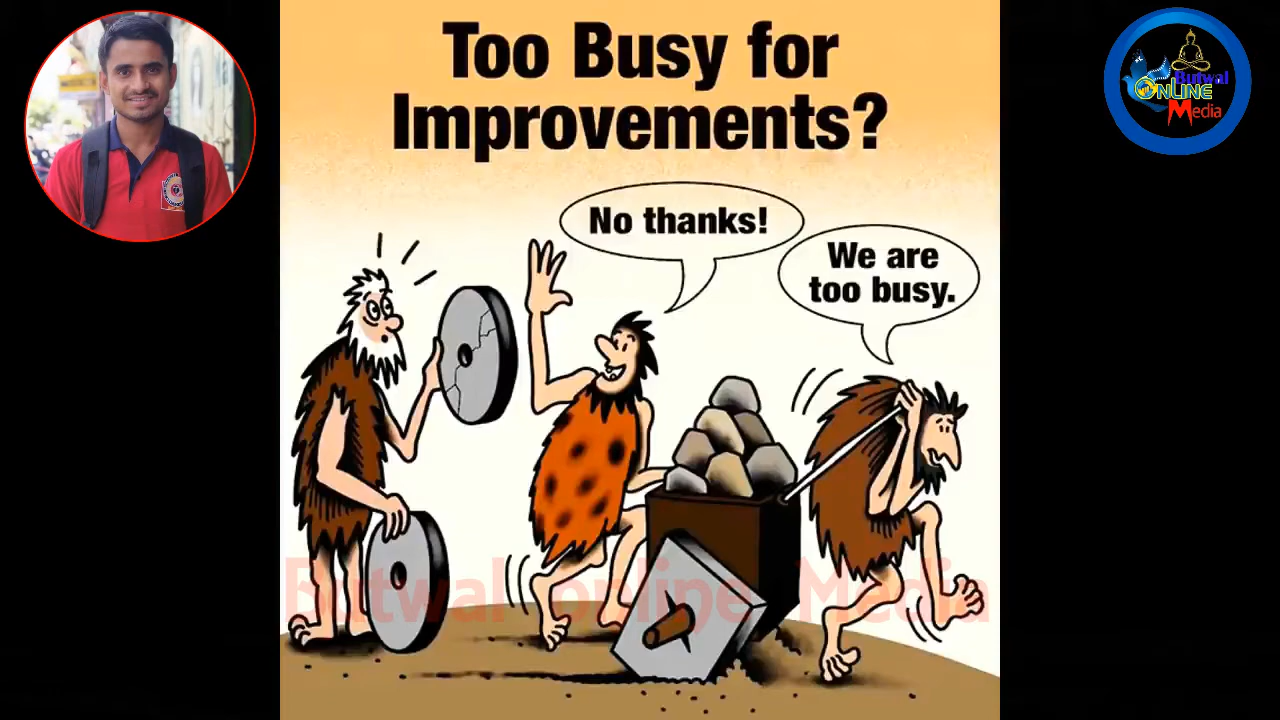 Too Busy for
Improvements?
No thanks!
We are
too busy.
Butwal
OnLINE
Media
Butwal online Media